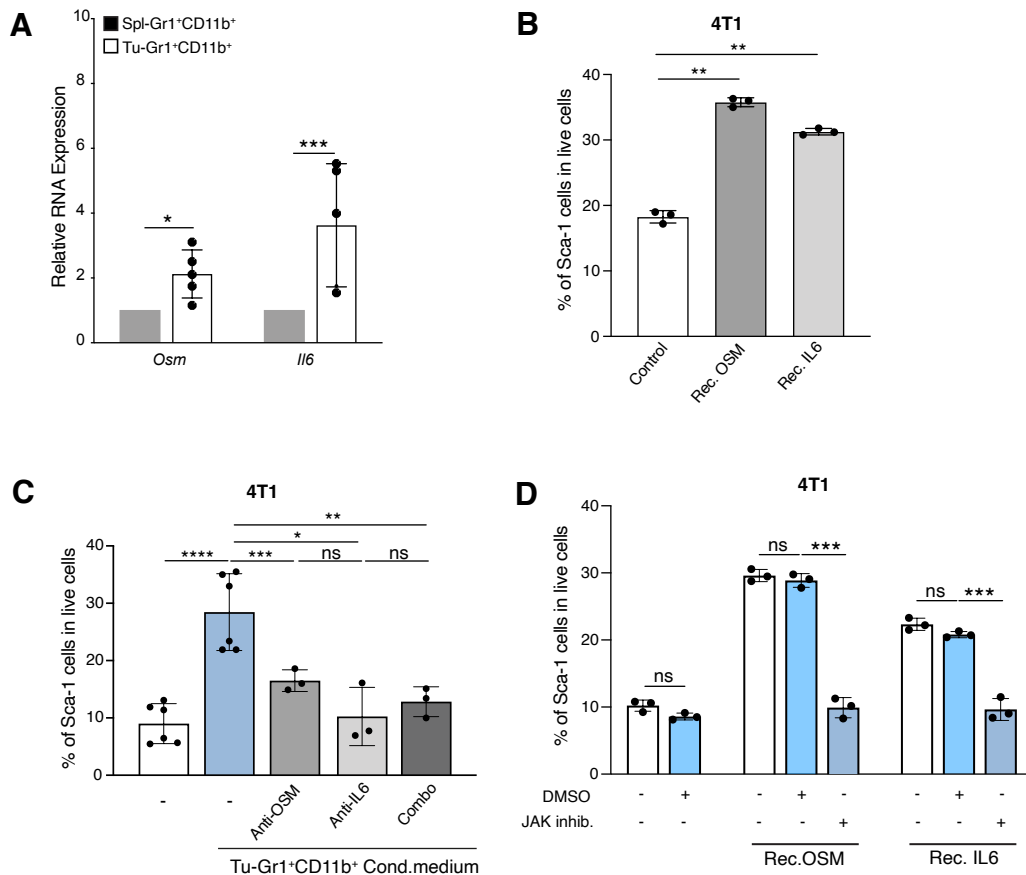 A
Spl-Gr1⁺CD11b⁺
Tu-Gr1⁺CD11b⁺
Relative RNA Expression
10
8
6
4
2
0
*
***
Osm
Il6
B
4T1
% of Sca-1 cells in live cells
40
30
20
10
0
**
**
Control
Rec. OSM
Rec. IL6
C
4T1
% of Sca-1 cells in live cells
40
30
20
10
0
**
*
**** *** ns ns
- - Anti-OSM Anti-IL6 Combo
Tu-Gr1⁺CD11b⁺ Cond.medium
D
4T1
% of Sca-1 cells in live cells
40
30
20
10
0
ns ns *** ns ***
DMSO - + - + - - + -
JAK inhib. - - - - + - - +
Rec.OSM Rec. IL6